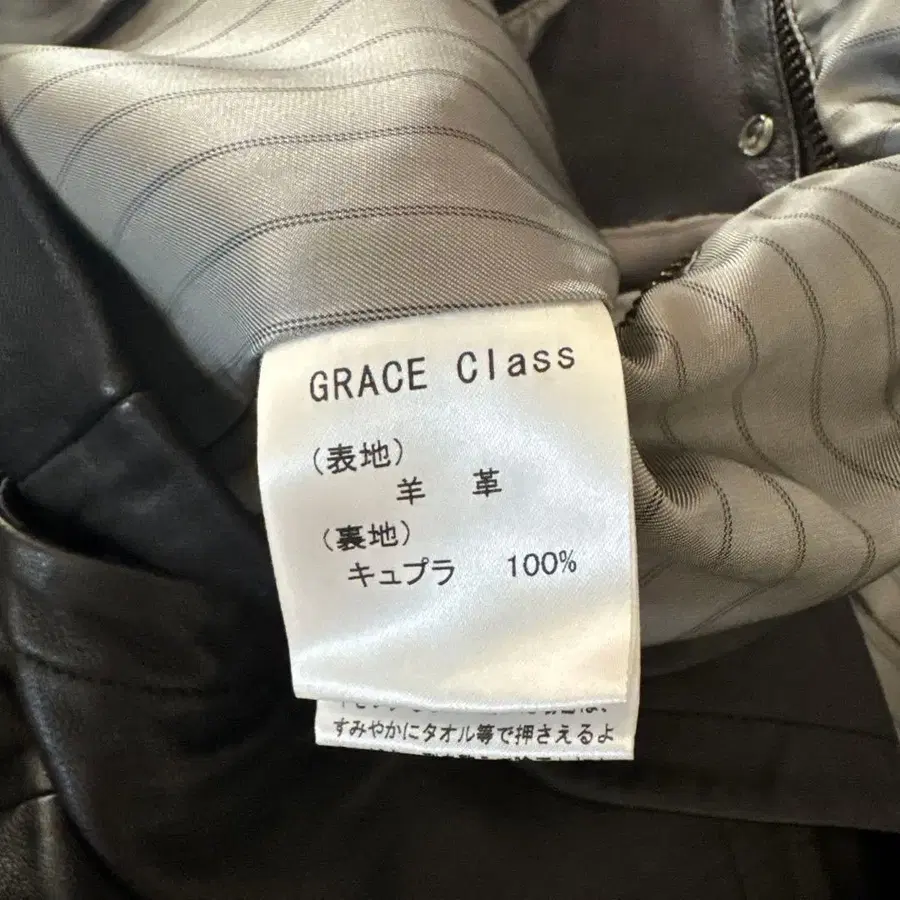 GRACE Class
(表地)
羊 革
(裏地)
キュプラ 100%
すみやかにタオル等で押さえるよ